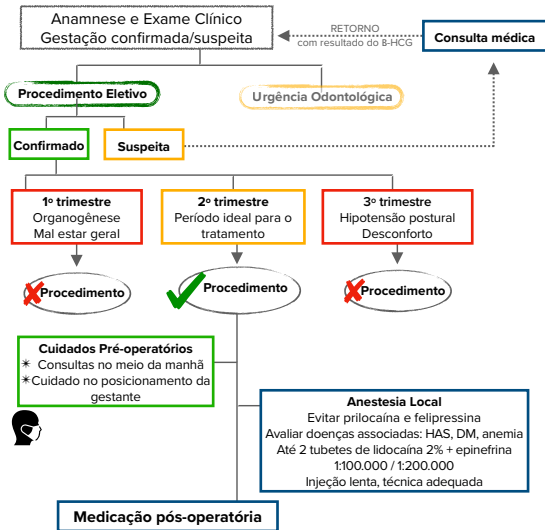 Anamnese e Exame Clínico
Gestação confirmada/suspeita
RETORNO
com resultado do B-HCG
Consulta médica
Procedimento Eletivo
Urgência Odontológica
Confirmado
Suspeita
1º trimestre
Organogênese
Mal estar geral
2º trimestre
Período ideal para o
tratamento
3º trimestre
Hipotensão postural
Desconforto
Procedimento
Procedimento
Procedimento
Cuidados Pré-operatórios
✴ Consultas no meio da manhã
✴Cuidado no posicionamento da
gestante
Anestesia Local
Evitar prilocaína e felipressina
Avaliar doenças associadas: HAS, DM, anemia
Até 2 tubetes de lidocaína 2% + epinefrina
1:100.000 / 1:200.000
Injeção lenta, técnica adequada
Medicação pós-operatória